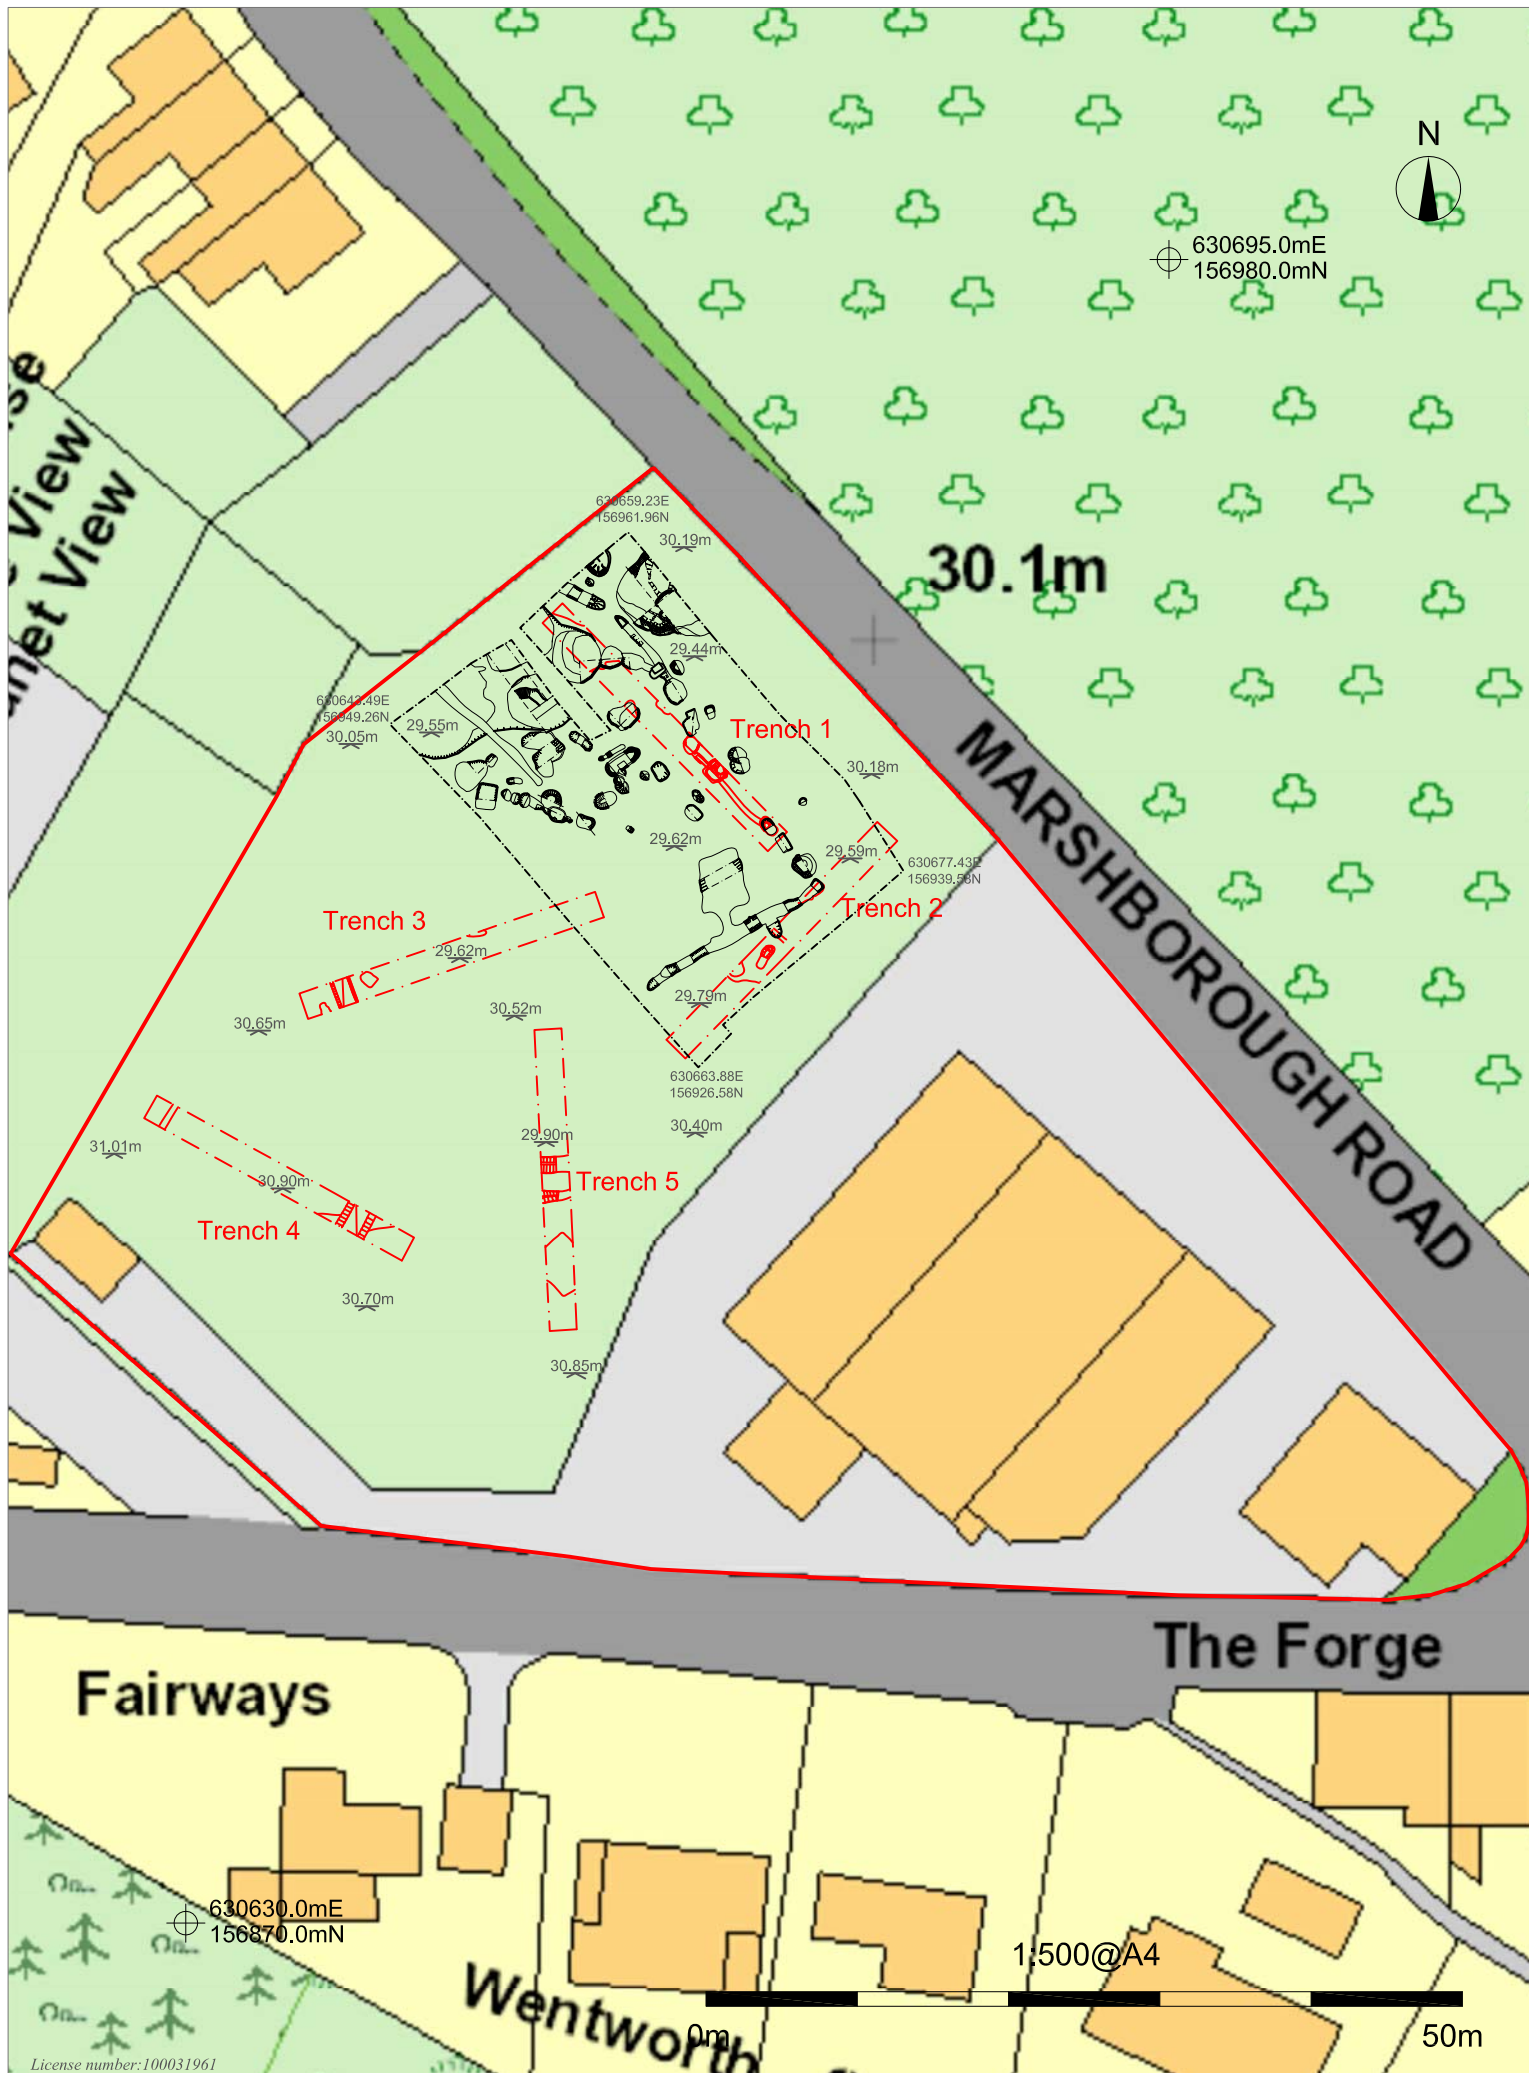 N
630695.0mE
156980.0mN
se
View
anet View
630659.23E
156961.96N
30.19m
30.1m
29.44m
630643.49E
156949.26N
30.05m
29.55m
Trench 1
30.18m
MARSHBOROUGH ROAD
29.62m
29.59m
630677.43E
156939.58N
Trench 2
Trench 3
29.62m
29.79m
30.65m
30.52m
630663.88E
156926.58N
30.40m
31.01m
29.90m
30.90m
Trench 5
Trench 4
30.70m
30.85m
The Forge
Fairways
630630.0mE
156870.0mN
1:500@A4
Wentworth
0m
50m
License number:100031961